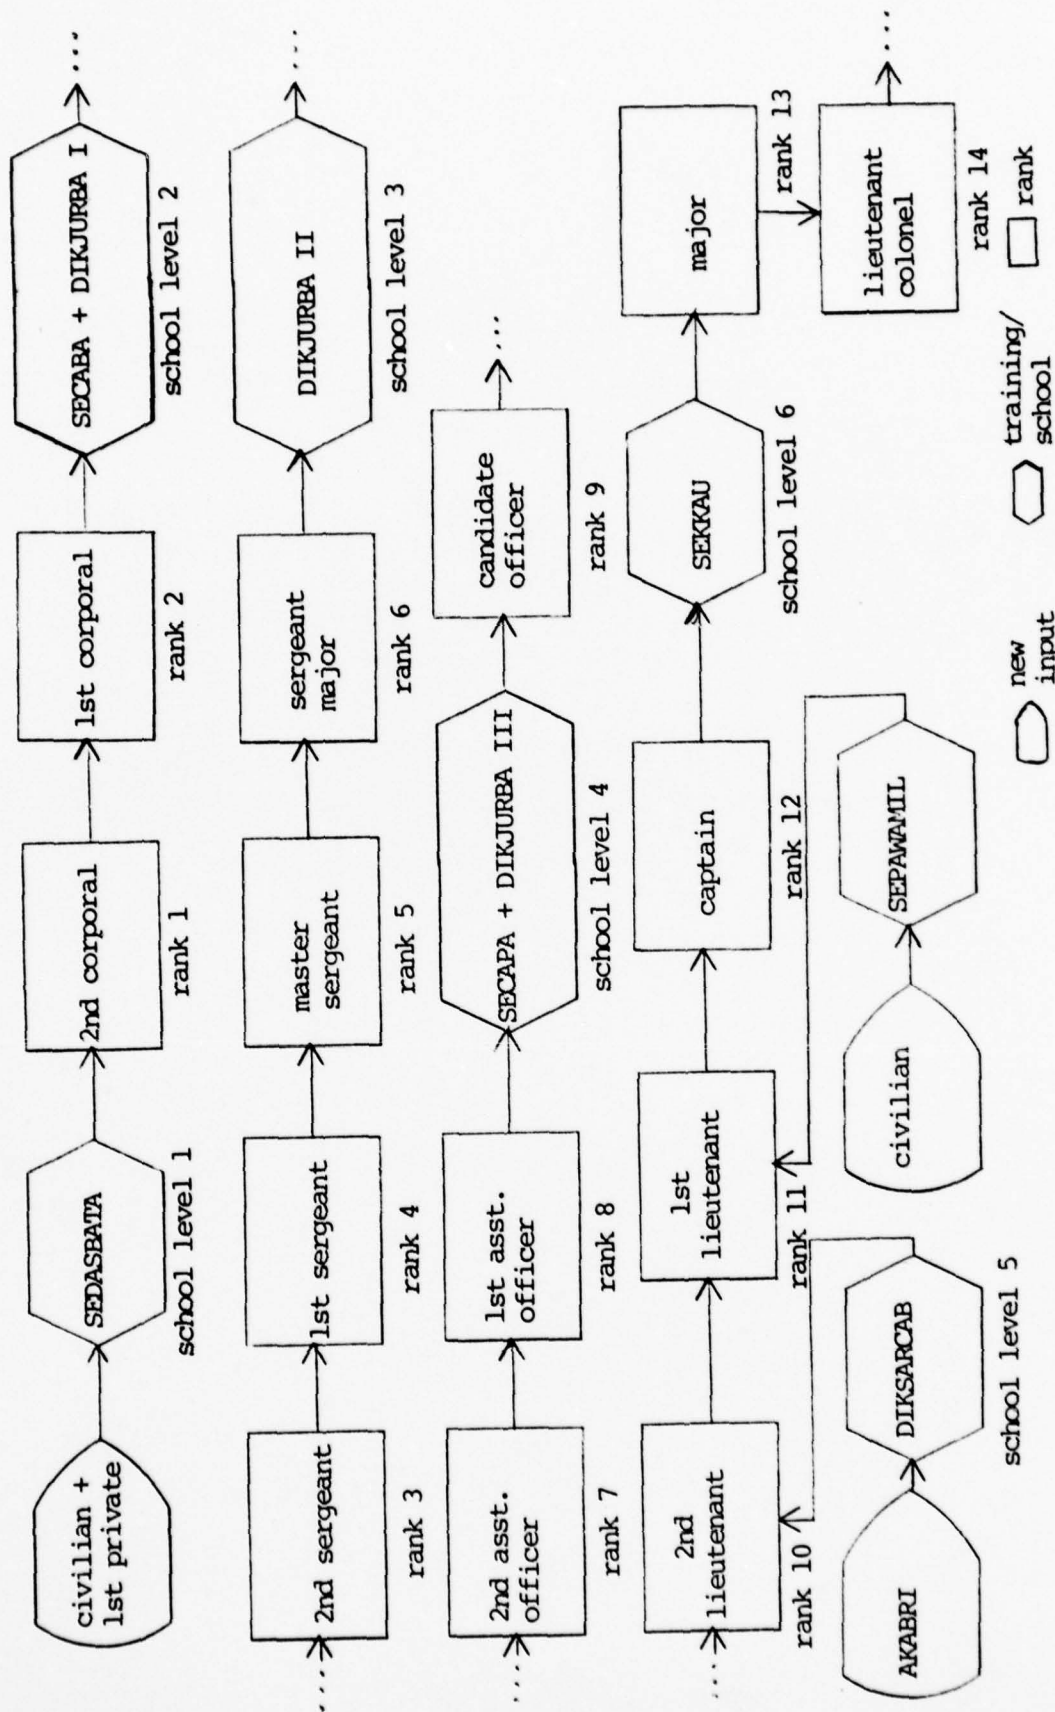 civilian +
1st private
SEDASBATA
school level 1
2nd corporal
rank 1
1st corporal
rank 2
SECABA + DIKJURBA I
school level 2
...
...
2nd sergeant
rank 3
1st sergeant
rank 4
master
sergeant
rank 5
sergeant
major
rank 6
DIKJURBA II
school level 3
...
...
2nd asst.
officer
rank 7
1st asst.
officer
rank 8
SECAPA + DIKJURBA III
school level 4
candidate
officer
rank 9
...
...
2nd
lieutenant
rank 10
1st
lieutenant
rank 11
captain
rank 12
SEKKAU
school level 6
major
rank 13
lieutenant
colonel
rank 14
...
AKABRI
DIKSARCAB
school level 5
civilian
SEPAWAMIL
new
input
training/
school
rank